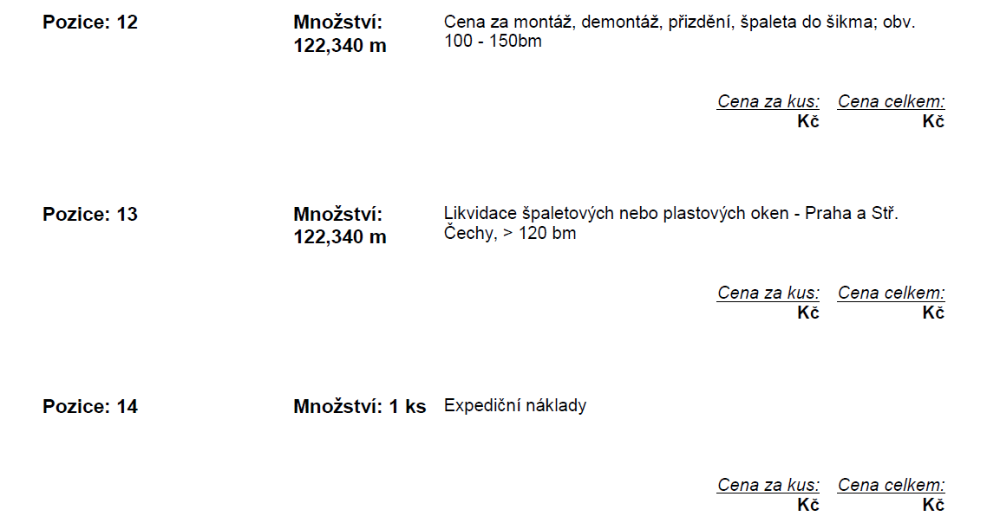 Pozice: 12 Množství: Cena za montáž, demontáž, přizdění, špaleta do šikma; obv.
122,340 m 100 - 150bm
Cena za kus: Cena celkem:
Kč Kč
Pozice: 13 Množství: Likvidace špaletových nebo plastových oken - Praha a Stř.
122,340 m Čechy, > 120 bm
Cena za kus: Cena celkem:
Kč Kč
Pozice: 14 Množství: 1 ks Expediční náklady
Cena za kus: Cena celkem:
Kč Kč